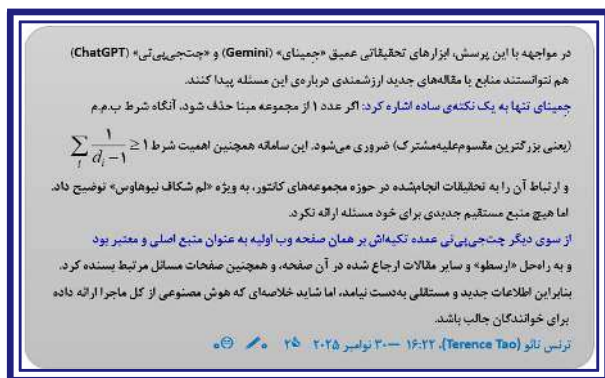 در مواجهه با این پرسش، ابزارهای تحقیقاتی عمیق «جمینای» (Gemini) و «چت‌جی‌پی‌تی» (ChatGPT)
هم نتوانستند منابع یا مقاله‌های جدید ارزشمندی درباره‌ی این مسئله پیدا کنند.
جمینای تنها به یک نکته‌ی ساده اشاره کرد: اگر عدد ۱ از مجموعه مبنا حذف شود، آنگاه شرط ب.م.م
(یعنی بزرگترین مقسوم‌علیه‌مشترک) ضروری می‌شود. این سامانه همچنین اهمیت شرط ∑_i ۱/(d_i−۱) ≥ ۱
و ارتباط آن را به تحقیقات انجام‌شده در حوزه مجموعه‌های کانتور، به ویژه «لم شکاف نیوهاوس» توضیح داد.
اما هیچ منبع مستقیم جدیدی برای خود مسئله ارائه نکرد.
از سوی دیگر چت‌جی‌پی‌تی عمده تکیه‌اش بر همان صفحه وب اولیه به عنوان منبع اصلی و معتبر بود
و به راه‌حل «ارسطو» و سایر مقالات ارجاع شده در آن صفحه، و همچنین صفحات مسائل مرتبط بسنده کرد.
بنابراین اطلاعات جدید و مستقلی به‌دست نیامد، اما شاید خلاصه‌ای که هوش مصنوعی از کل ماجرا ارائه داده
برای خوانندگان جالب باشد.
ترنس تائو (Terence Tao)، ۱۶:۲۲ —۳۰ نوامبر ۲۰۲۵ ۲۵ ۰ ۰